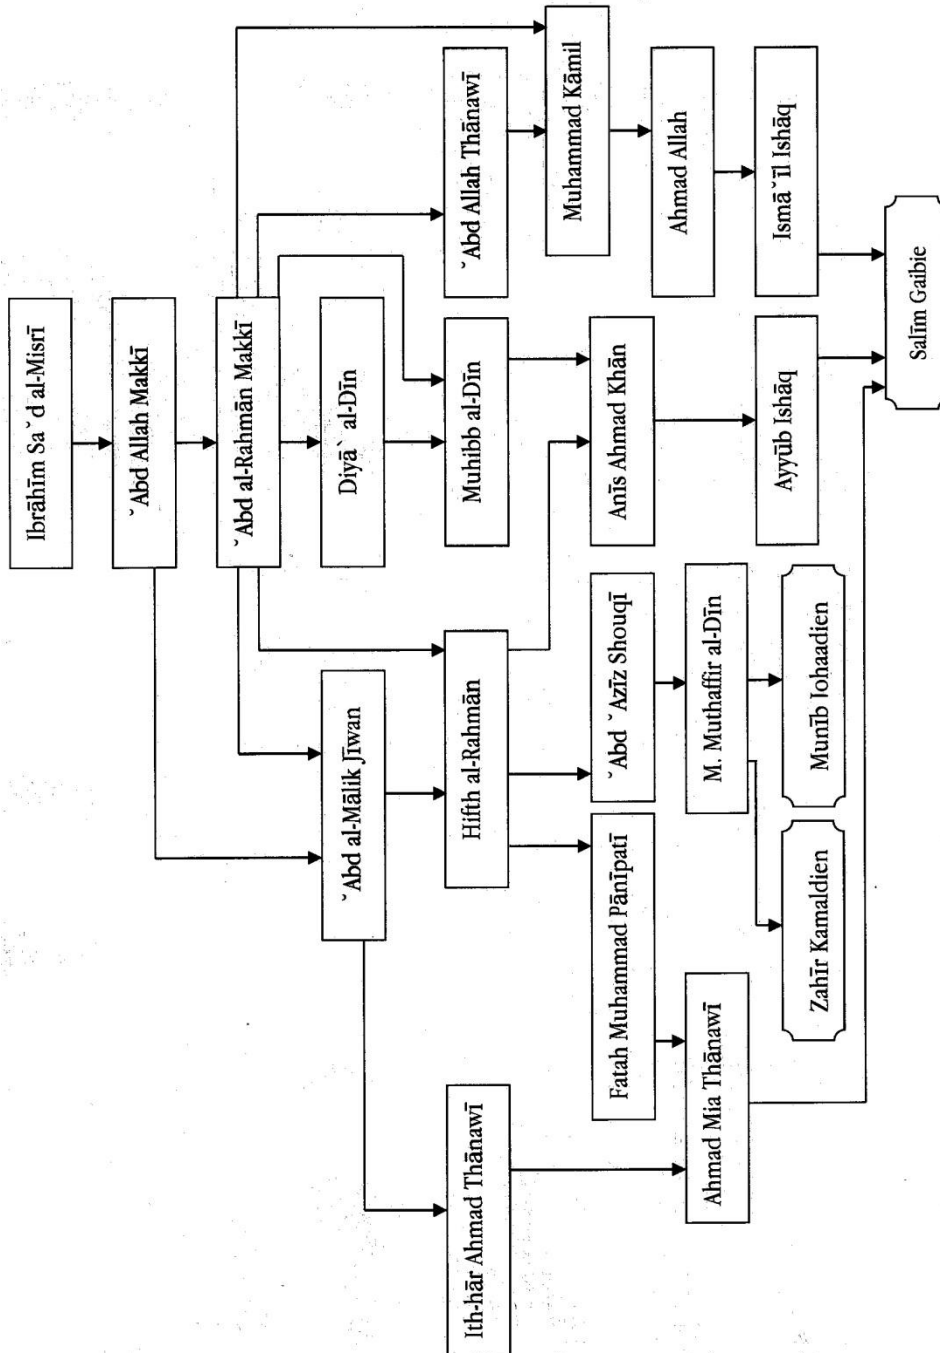 Ibrāhīm Sa˘d al-Misrī
˘Abd Allah Makkī
˘Abd al-Rahmān Makkī
˘Abd al-Mālik Jīwan
Diyā` al-Dīn
Ith-hār Ahmad Thānawī
Hifth al-Rahmān
Muhibb al-Dīn
˘Abd Allah Thānawī
Muhammad Kāmil
Fatah Muhammad Pānīpatī
˘Abd ˘Azīz Shouqī
Anīs Ahmad Khān
Ahmad Allah
Ahmad Mia Thānawī
M. Muthaffir al-Dīn
Zahīr Kamaldien
Munīb Johaadien
Ayyūb Ishāq
Ismā˘īl Ishāq
Salīm Gaibie